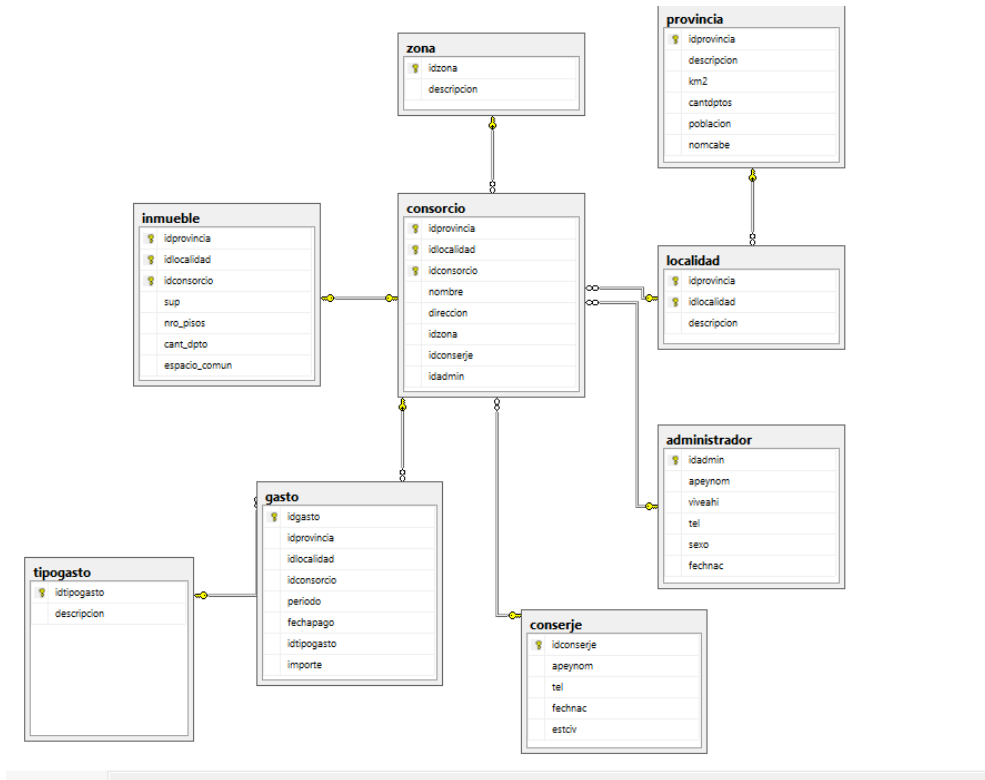 provincia
idprovincia
descripcion
km2
cantdptos
poblacion
nomcabe
zona
idzona
descripcion
inmueble
idprovincia
idlocalidad
idconsorcio
sup
nro_pisos
cant_dpto
espacio_comun
consorcio
idprovincia
idlocalidad
idconsorcio
nombre
direccion
idzona
idconserje
idadmin
localidad
idprovincia
idlocalidad
descripcion
administrador
idadmin
apeynom
viveahi
tel
sexo
fechnac
gasto
idgasto
idprovincia
idlocalidad
idconsorcio
periodo
fechapago
idtipogasto
importe
tipogasto
idtipogasto
descripcion
conserje
idconserje
apeynom
tel
fechnac
estciv